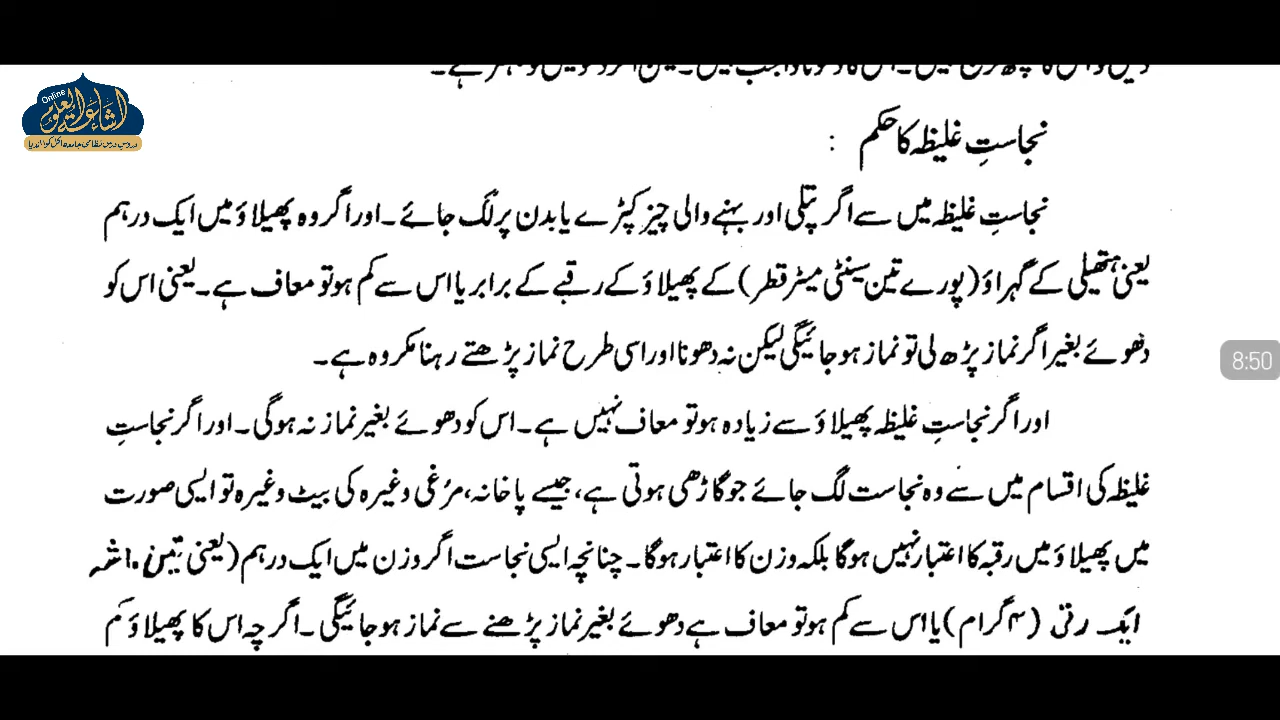 Online
اشاعۃ العلوم
نجاستِ غلیظہ کا حکم :
نجاستِ غلیظہ میں سے اگر پتلی اور بہنے والی چیز کپڑے یا بدن پر لگ جائے۔ اور اگر وہ پھیلاؤ میں ایک درہم
یعنی ہتھیلی کے گہراؤ (پورے تین سینٹی میٹر قطر) کے پھیلاؤ کے رقبے کے برابر یا اس سے کم ہو تو معاف ہے۔ یعنی اس کو
دھوئے بغیر اگر نماز پڑھ لی تو نماز ہو جائیگی لیکن نہ دھونا اور اسی طرح نماز پڑھتے رہنا مکروہ ہے۔
اور اگر نجاستِ غلیظہ پھیلاؤ سے زیادہ ہو تو معاف نہیں ہے۔ اس کو دھوئے بغیر نماز نہ ہوگی۔ اور اگر نجاستِ
غلیظہ کی اقسام میں سے وہ نجاست لگ جائے جو گاڑھی ہوتی ہے، جیسے پاخانہ، مرغی وغیرہ کی بیٹ وغیرہ تو ایسی صورت
میں پھیلاؤ میں رقبہ کا اعتبار نہیں ہوگا بلکہ وزن کا اعتبار ہوگا۔ چنانچہ ایسی نجاست اگر وزن میں ایک درہم (یعنی تین
ایک رتی (۴ گرام) یا اس سے کم ہو تو معاف ہے دھوئے بغیر نماز پڑھنے سے نماز ہو جائیگی۔ اگر چہ اس کا پھیلاؤ کم
8:50